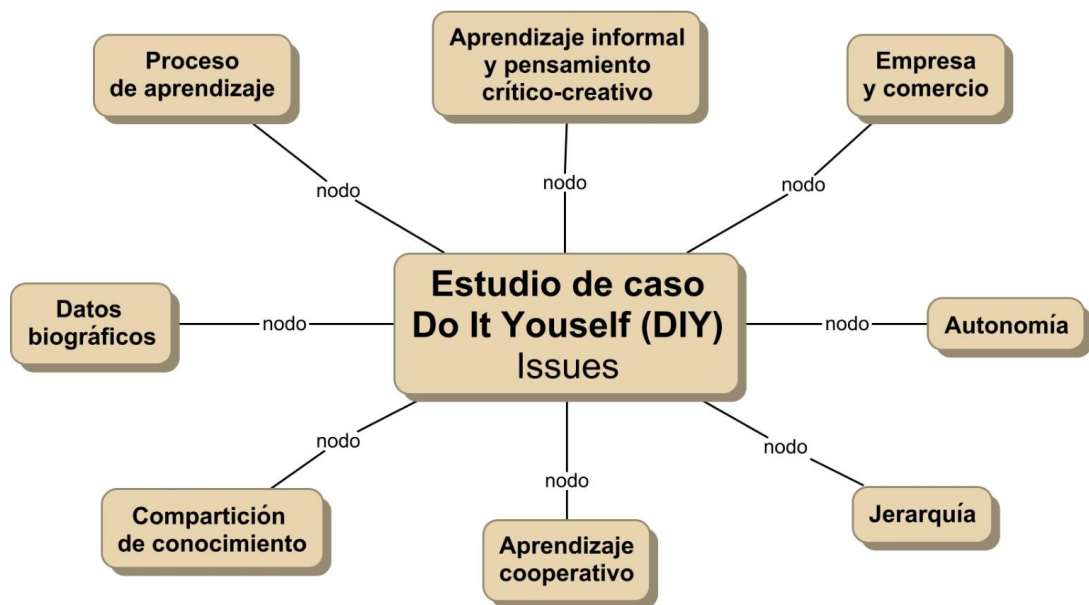 Aprendizaje informal
y pensamiento
crítico-creativo
Proceso
de aprendizaje
Empresa
y comercio
nodo
nodo
nodo
Estudio de caso
Do It Youself (DIY)
Issues
Datos
biográficos
nodo
nodo
Autonomía
nodo
nodo
nodo
Compartición
de conocimiento
Aprendizaje
cooperativo
Jerarquía